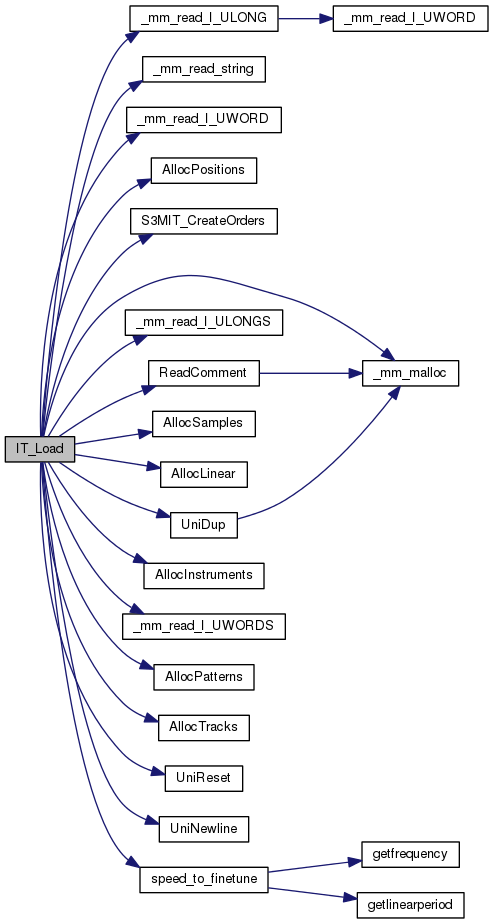 _mm_read_I_ULONG
_mm_read_I_UWORD
_mm_read_string
_mm_read_I_UWORD
AllocPositions
S3MIT_CreateOrders
_mm_read_I_ULONGS
ReadComment
_mm_malloc
AllocSamples
IT_Load
AllocLinear
UniDup
AllocInstruments
_mm_read_I_UWORDS
AllocPatterns
AllocTracks
UniReset
UniNewline
getfrequency
speed_to_finetune
getlinearperiod